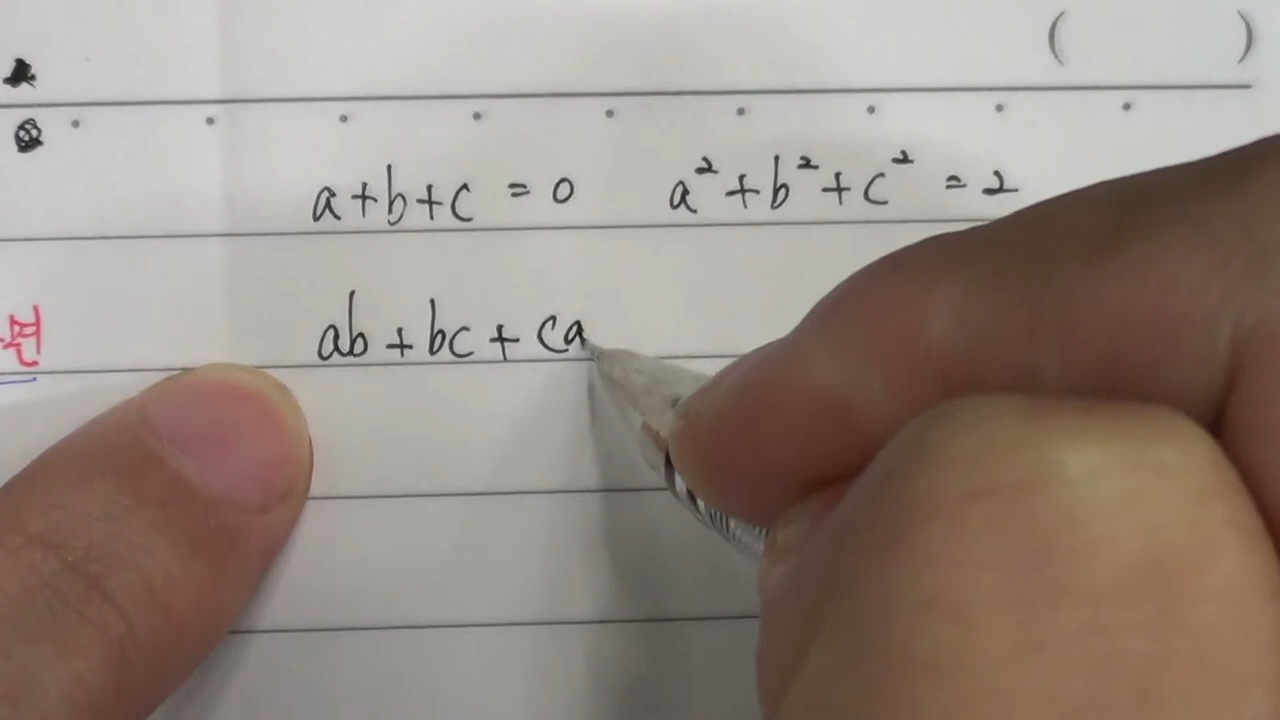 ( )
a+b+c = 0 a²+b²+c² = 2
ab + bc + ca